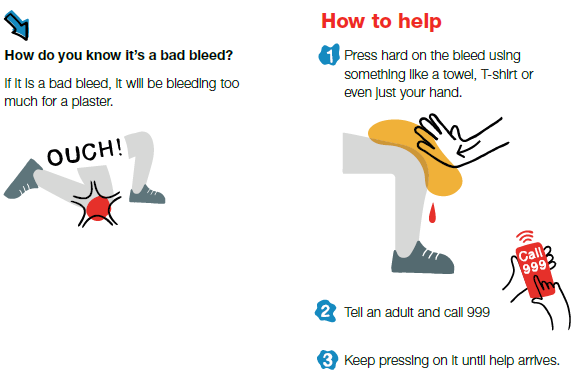 How do you know it's a bad bleed?
If it is a bad bleed, it will be bleeding too
much for a plaster.
OUCH!
How to help
1 Press hard on the bleed using
something like a towel, T-shirt or
even just your hand.
Call
999
2 Tell an adult and call 999
3 Keep pressing on it until help arrives.